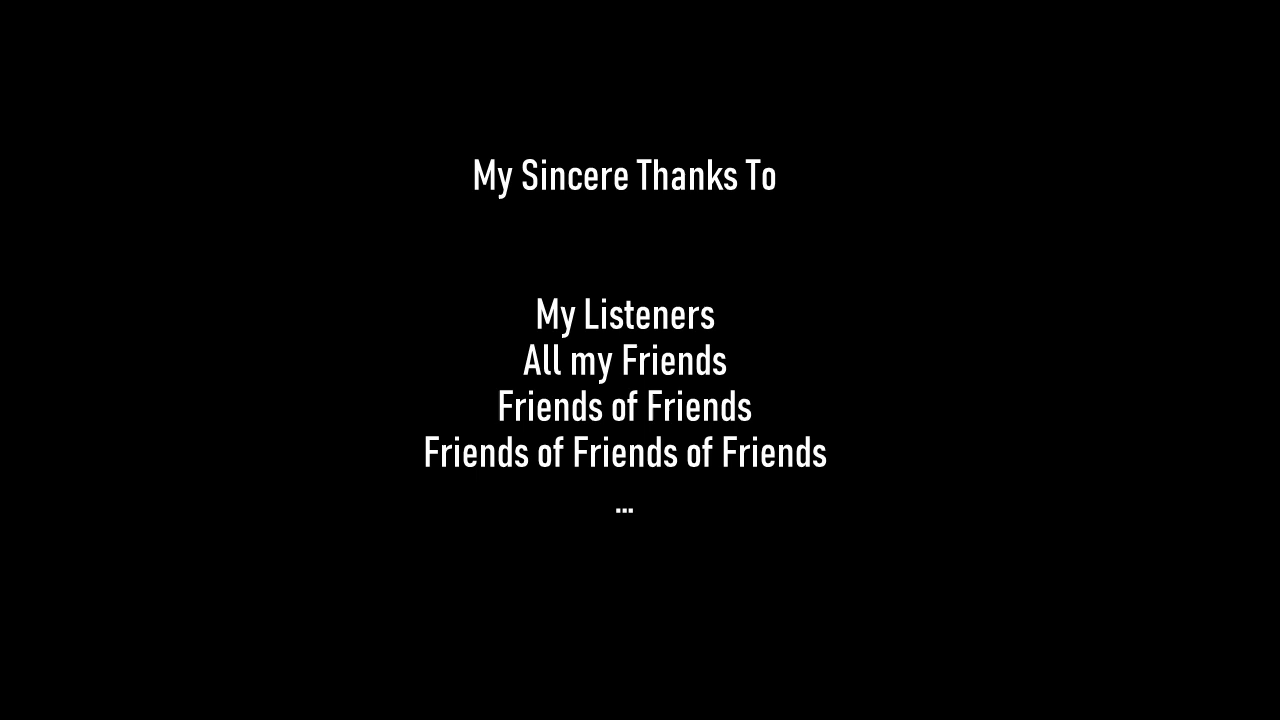 My Sincere Thanks To
My Listeners
All my Friends
Friends of Friends
Friends of Friends of Friends
...